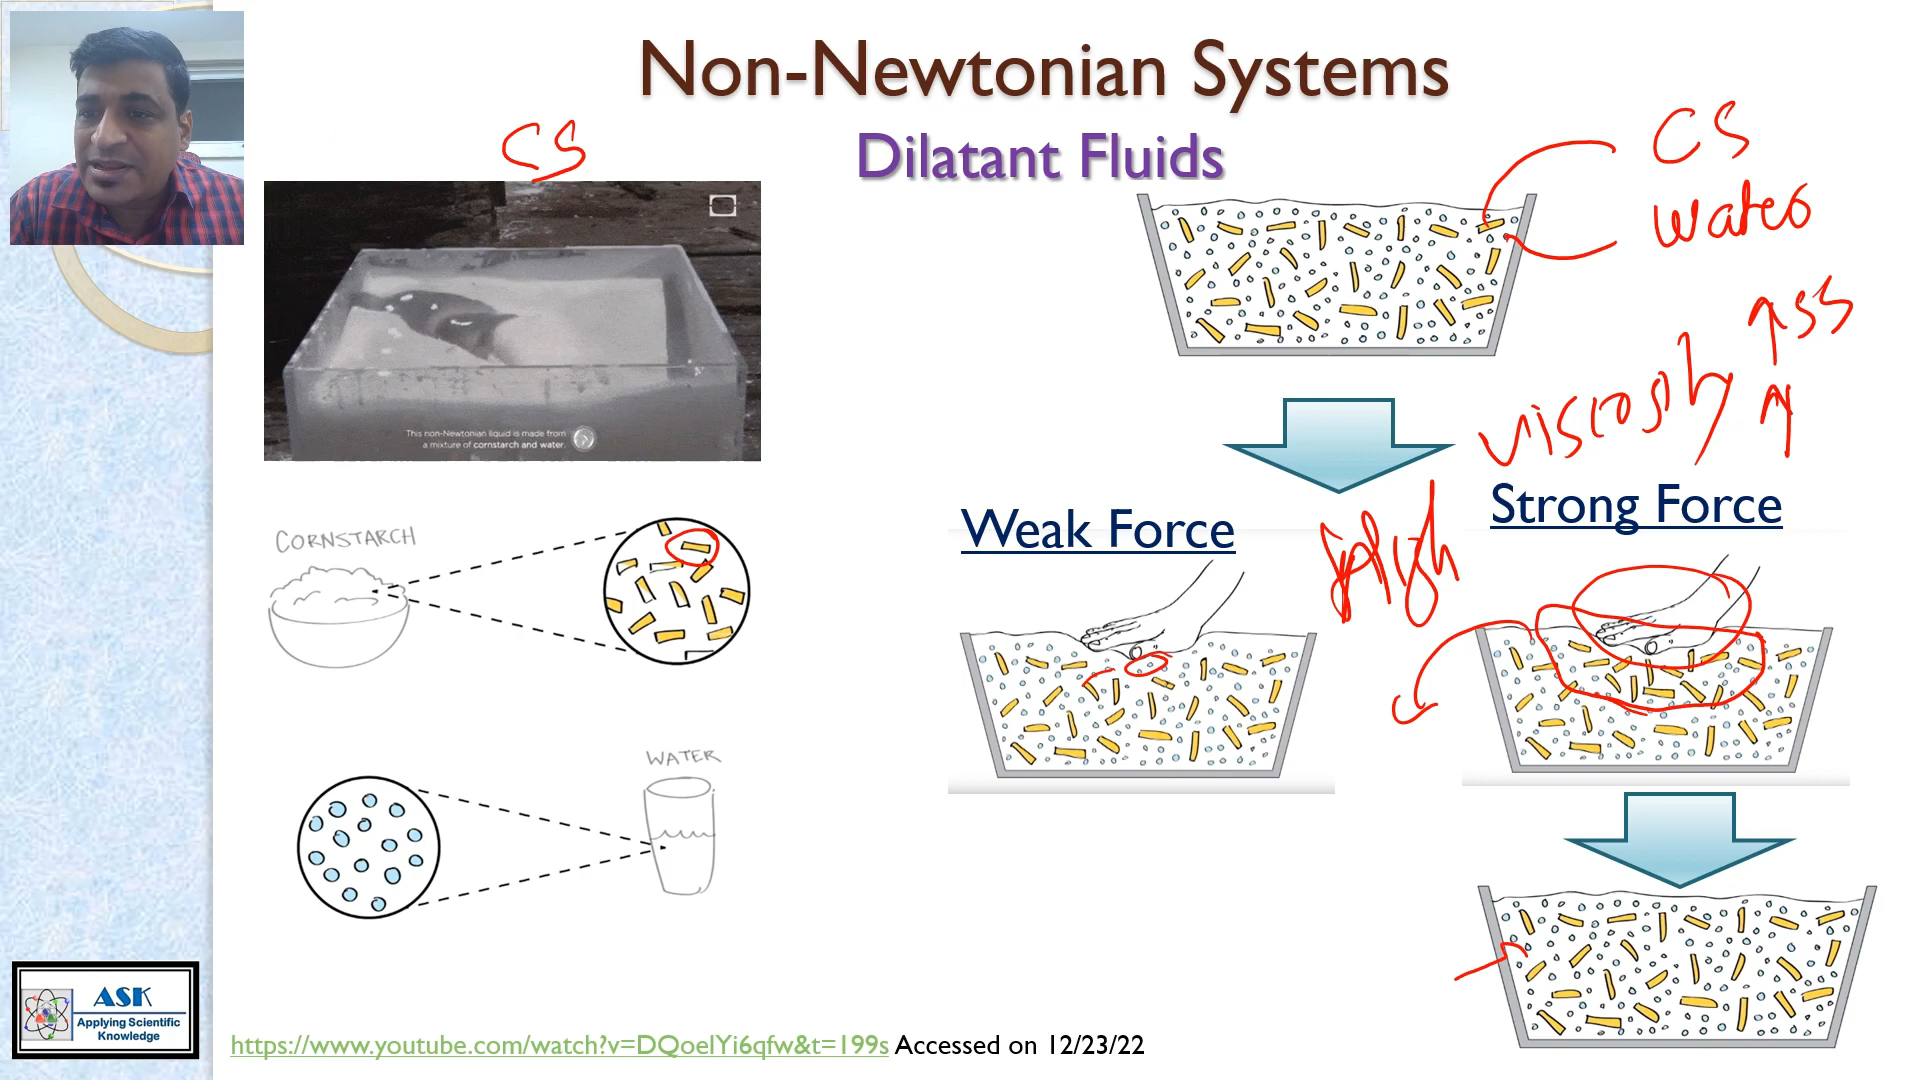 Non-Newtonian Systems
Dilatant Fluids
CS
CS
water
This non-Newtonian liquid is made from
a mixture of cornstarch and water.
↑ SS
viscosity ↑
Weak Force
Strong Force
CORNSTARCH
WATER
ASK
Applying Scientific
Knowledge
https://www.youtube.com/watch?v=DQoelYi6qfw&t=199s Accessed on 12/23/22